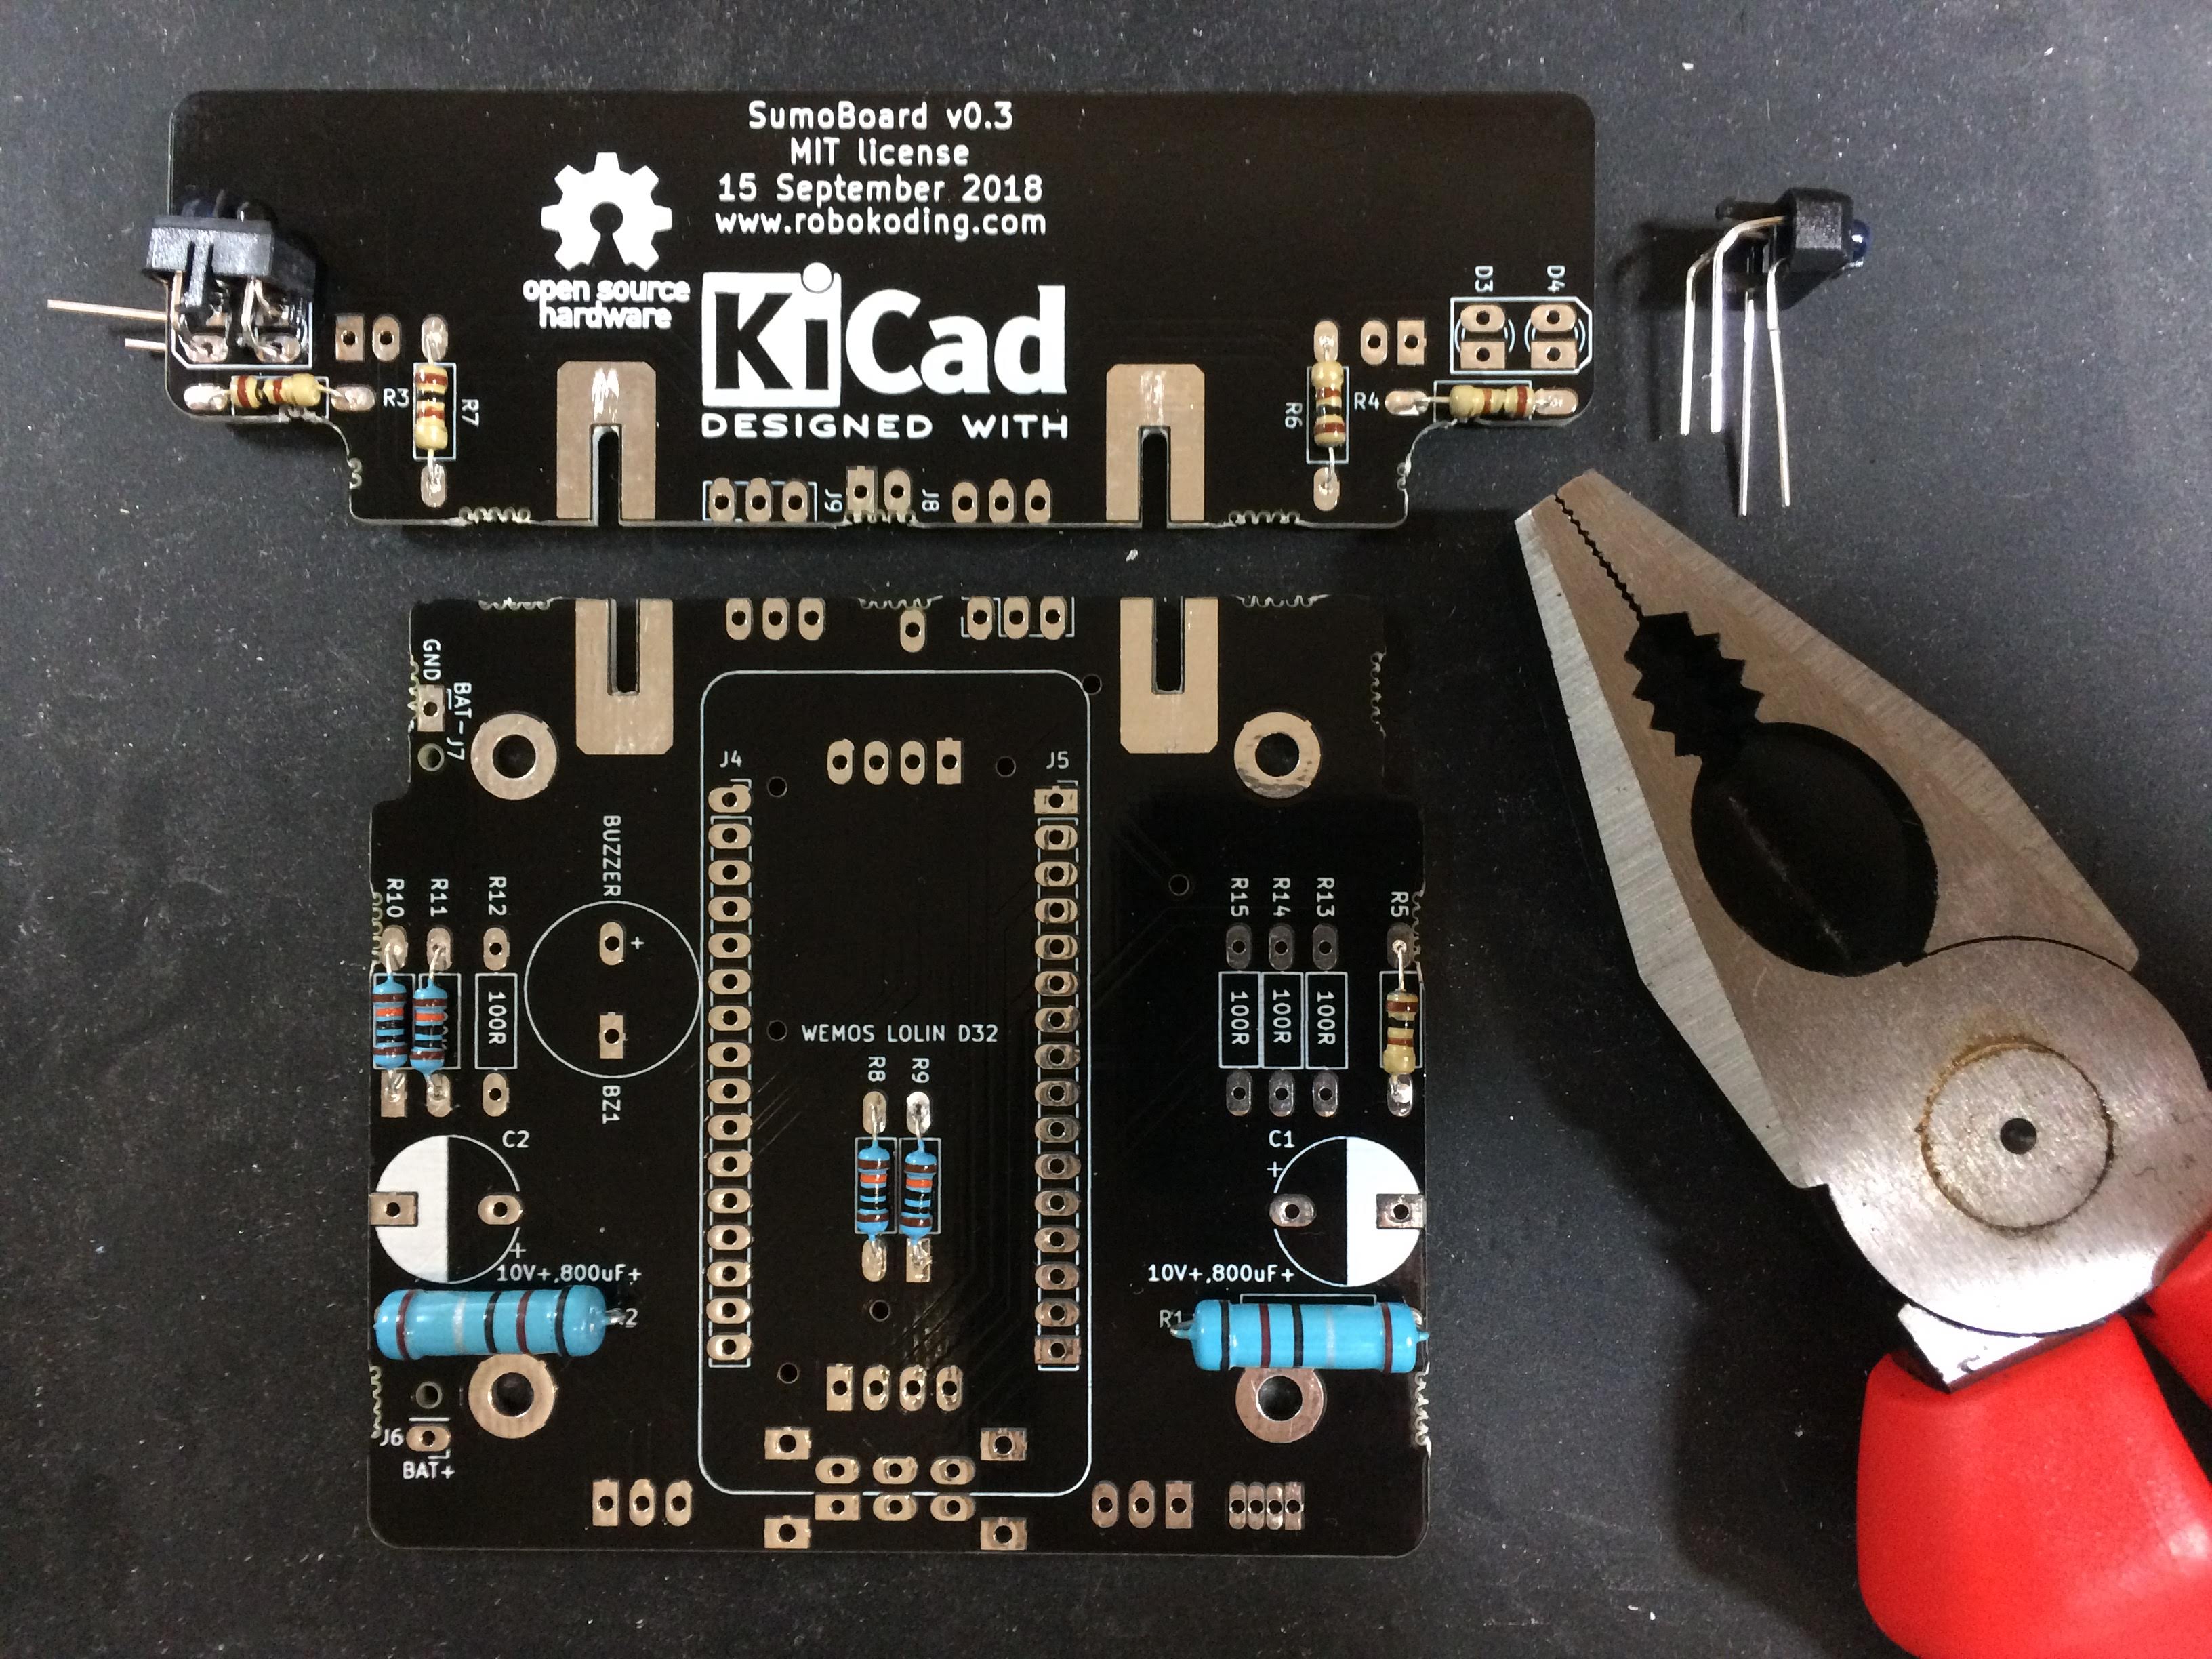 SumoBoard v0.3
MIT license
15 September 2018
www.robokoding.com
open source
hardware
KiCad
DESIGNED WITH
D3
D4
R3
R7
R6
R4
J9
J8
GND
BAT-
J7
J4
J5
BUZZER
+
BZ1
R10
R11
R12
100R
R15
R14
R13
R5
100R
100R
100R
WEMOS LOLIN D32
R8
R9
C2
+
10V+,800uF+
C1
+
10V+,800uF+
R1
J6
BAT+